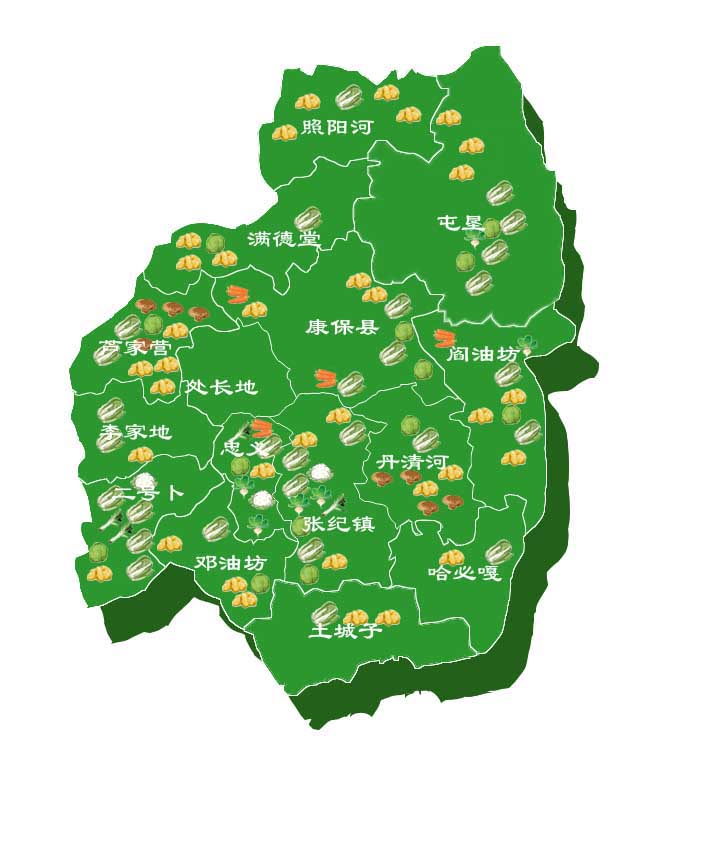 照阳河
屯垦
满德堂
康保县
芦家营
阎油坊
处长地
李家地
忠义
丹清河
二号卜
张纪镇
邓油坊
哈必嘎
土城子